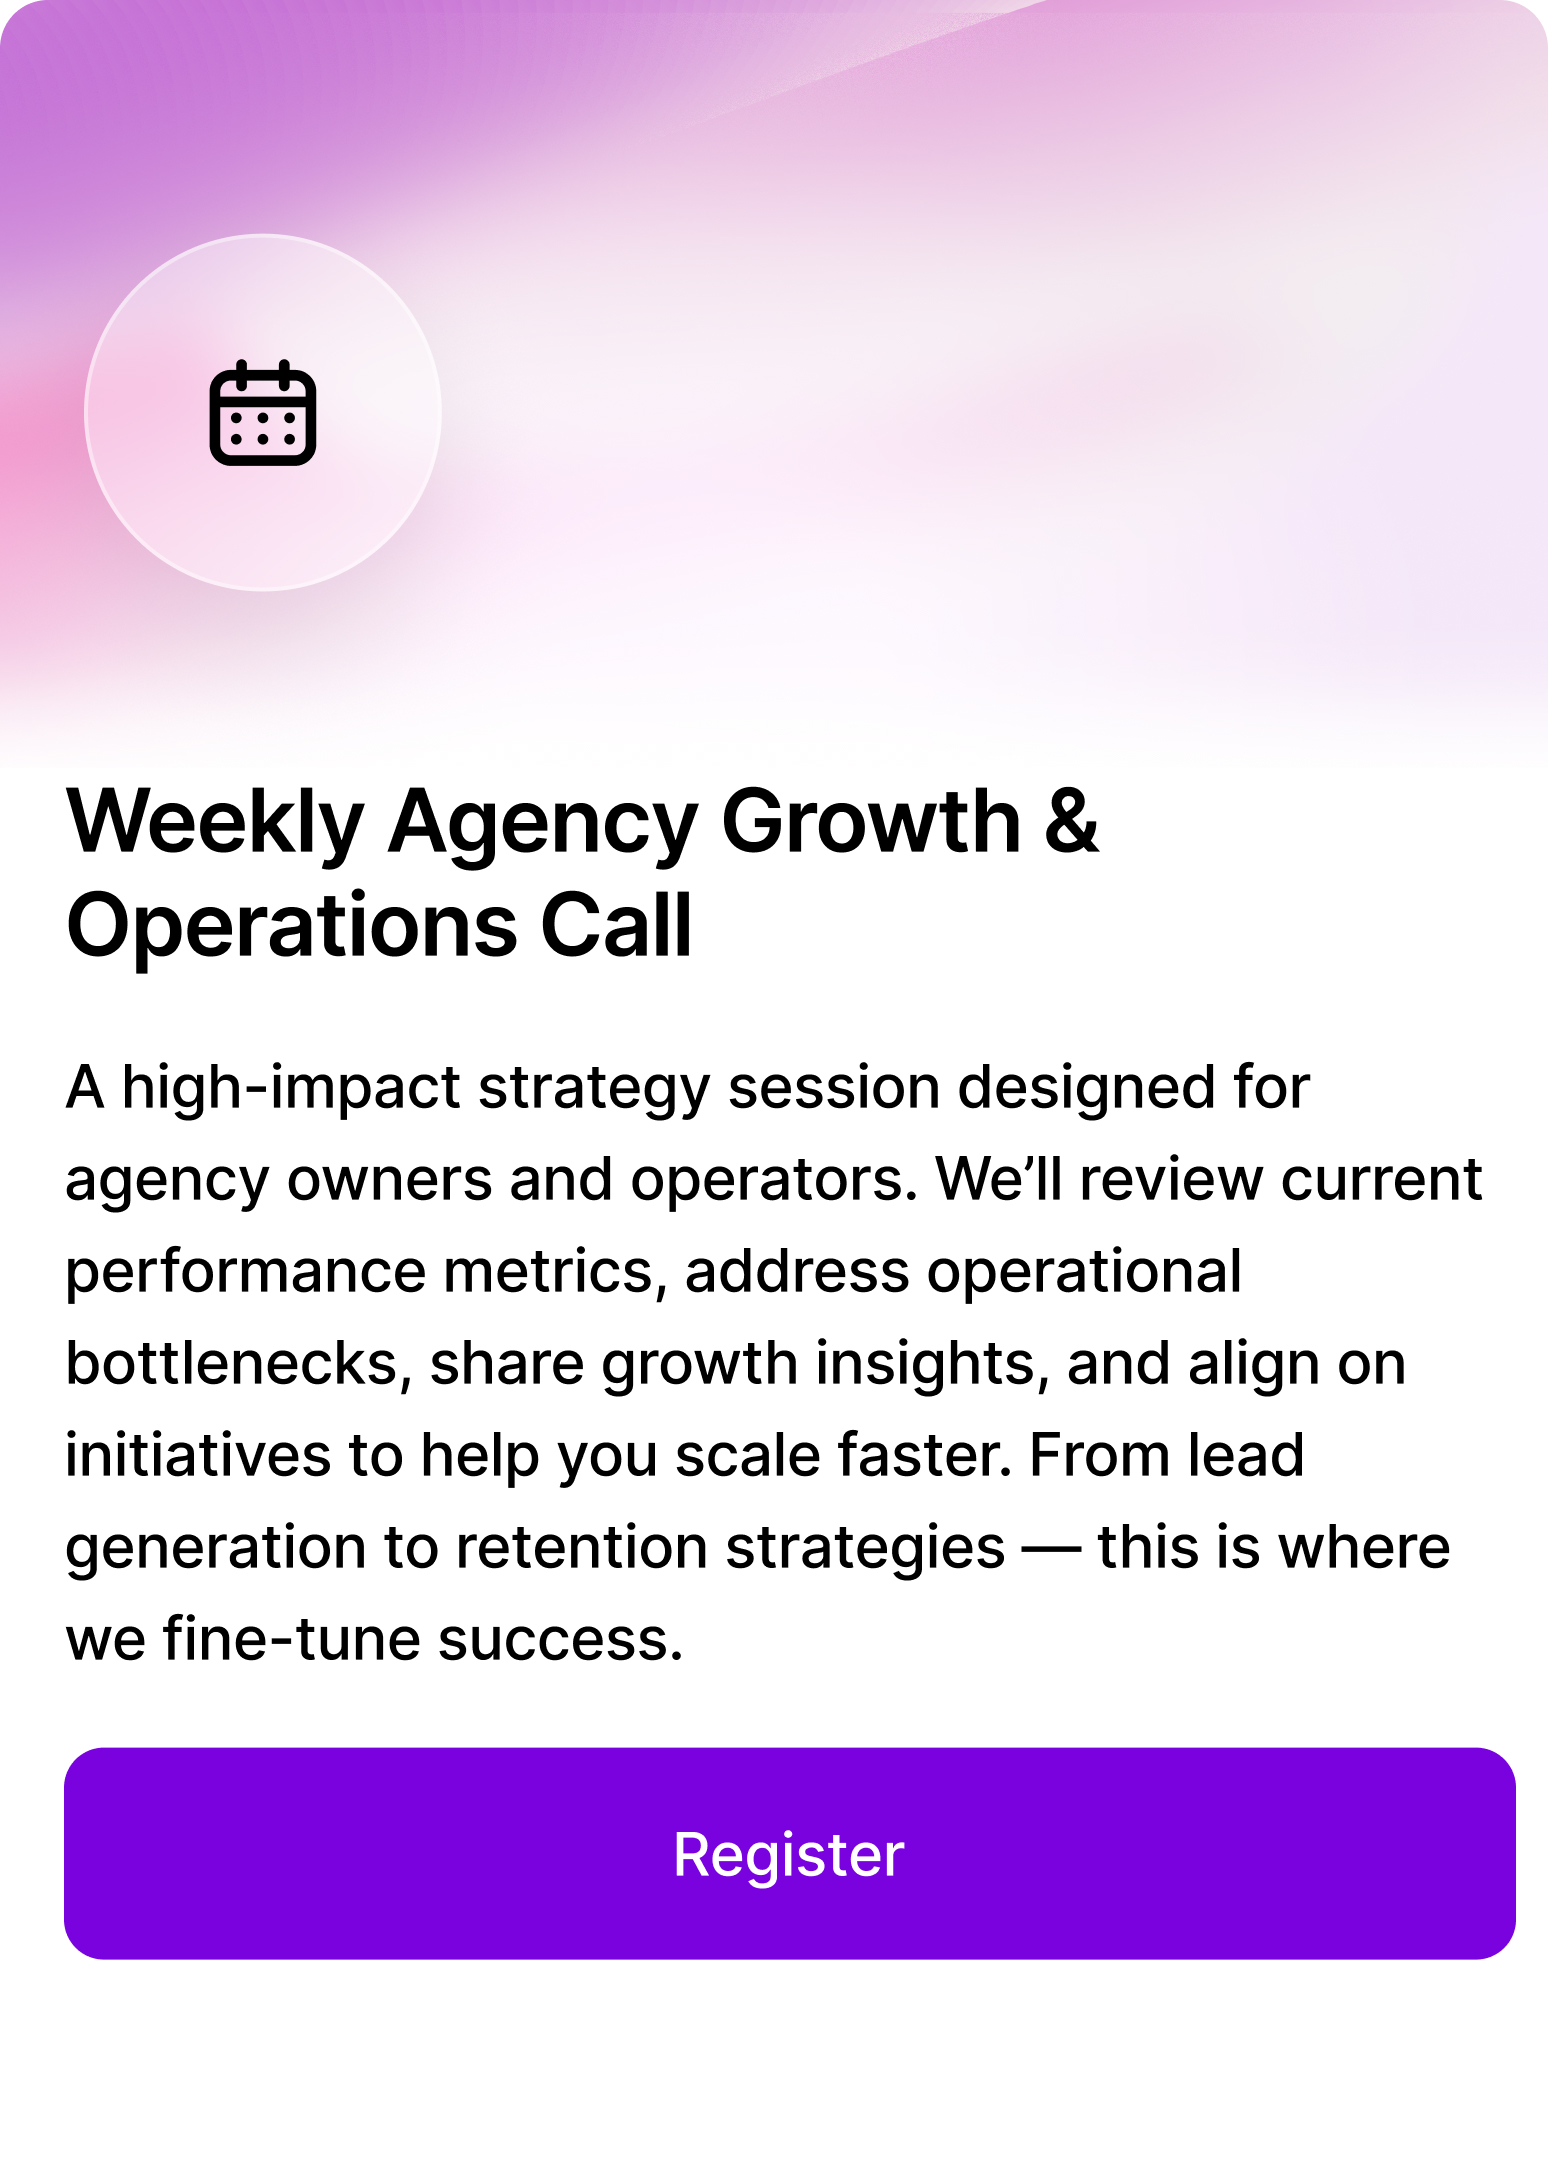 Weekly Agency Growth &
Operations Call
A high-impact strategy session designed for
agency owners and operators. We’ll review current
performance metrics, address operational
bottlenecks, share growth insights, and align on
initiatives to help you scale faster. From lead
generation to retention strategies — this is where
we fine-tune success.
Register